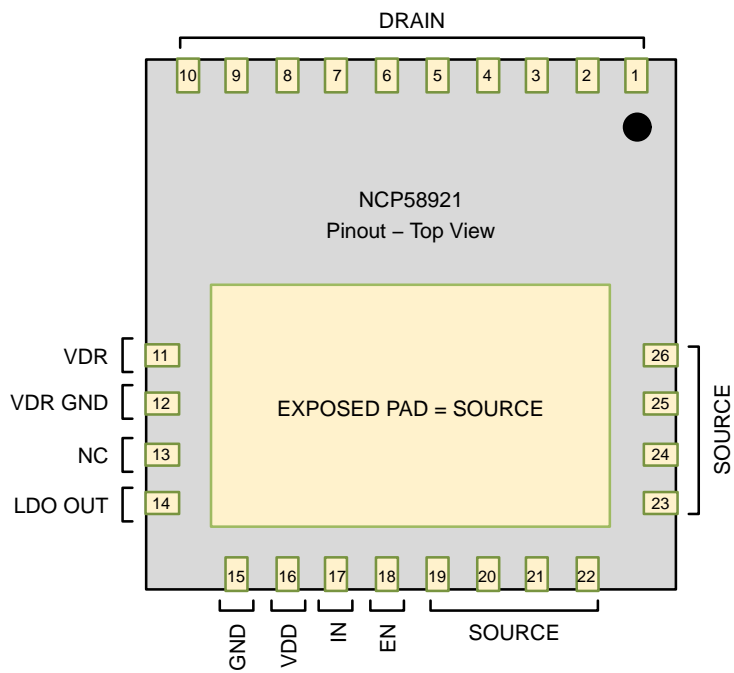 DRAIN
10 9 8 7 6 5 4 3 2 1
NCP58921
Pinout – Top View
VDR 11
26
VDR GND 12
EXPOSED PAD = SOURCE
25
NC 13
24
LDO OUT 14
23
SOURCE
15 16 17 18 19 20 21 22
GND
VDD
IN
EN
SOURCE